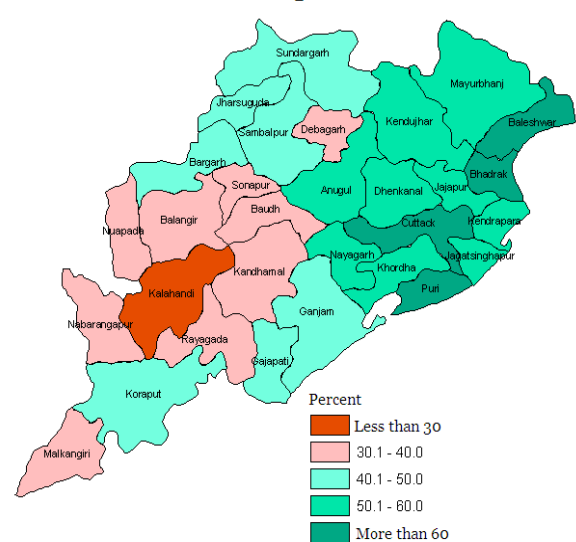 Sundargarh
Mayurbhanj
Jharsuguda
Kendujhar
Baleshwar
Sambalpur
Debagarh
Bargarh
Bhadrak
Sonapur
Anugul
Dhenkanal
Jajapur
Baudh
Balangir
Nuapada
Cuttack
Kendrapara
Nayagarh
Jagatsinghapur
Khordha
Kandhamal
Puri
Kalahandi
Ganjam
Nabarangapur
Rayagada
Gajapati
Koraput
Malkangiri
Percent
Less than 30
30.1 - 40.0
40.1 - 50.0
50.1 - 60.0
More than 60